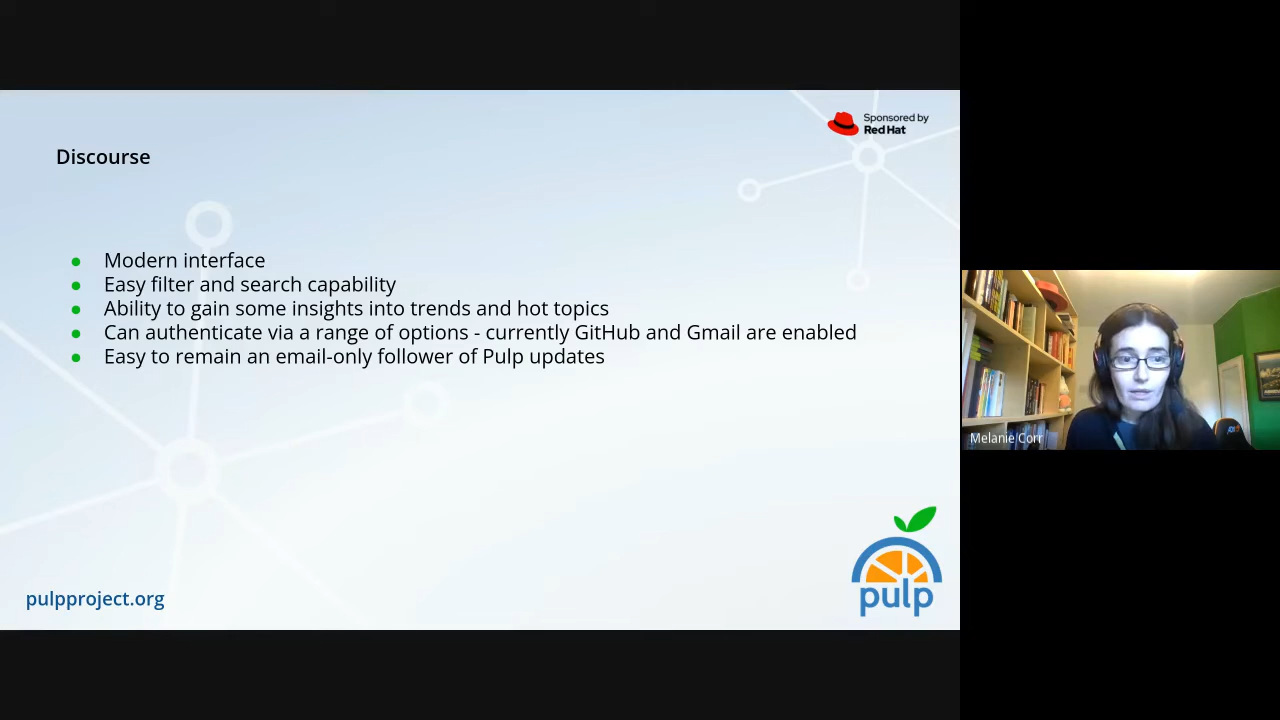 Sponsored by
Red Hat
Discourse
● Modern interface
● Easy filter and search capability
● Ability to gain some insights into trends and hot topics
● Can authenticate via a range of options - currently GitHub and Gmail are enabled
● Easy to remain an email-only follower of Pulp updates
Melanie Corr
pulpproject.org
pulp